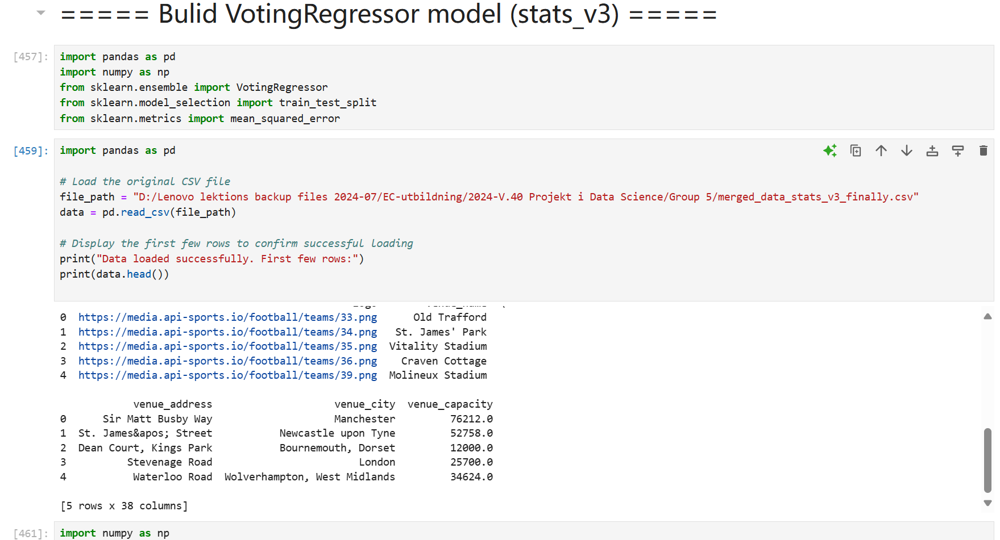 ===== Bulid VotingRegressor model (stats_v3) =====
[457]:
import pandas as pd
import numpy as np
from sklearn.ensemble import VotingRegressor
from sklearn.model_selection import train_test_split
from sklearn.metrics import mean_squared_error
[459]:
import pandas as pd
# Load the original CSV file
file_path = "D:/Lenovo lektions backup files 2024-07/EC-utbildning/2024-V.40 Projekt i Data Science/Group 5/merged_data_stats_v3_finally.csv"
data = pd.read_csv(file_path)
# Display the first few rows to confirm successful loading
print("Data loaded successfully. First few rows:")
print(data.head())
0  https://media.api-sports.io/football/teams/33.png      Old Trafford
1  https://media.api-sports.io/football/teams/34.png   St. James' Park
2  https://media.api-sports.io/football/teams/35.png  Vitality Stadium
3  https://media.api-sports.io/football/teams/36.png    Craven Cottage
4  https://media.api-sports.io/football/teams/39.png  Molineux Stadium
            venue_address                    venue_city  venue_capacity
0      Sir Matt Busby Way                    Manchester         76212.0
1  St. James&apos; Street           Newcastle upon Tyne         52758.0
2  Dean Court, Kings Park           Bournemouth, Dorset         12000.0
3          Stevenage Road                        London         25700.0
4           Waterloo Road  Wolverhampton, West Midlands         34624.0
[5 rows x 38 columns]
[461]:
import numpy as np